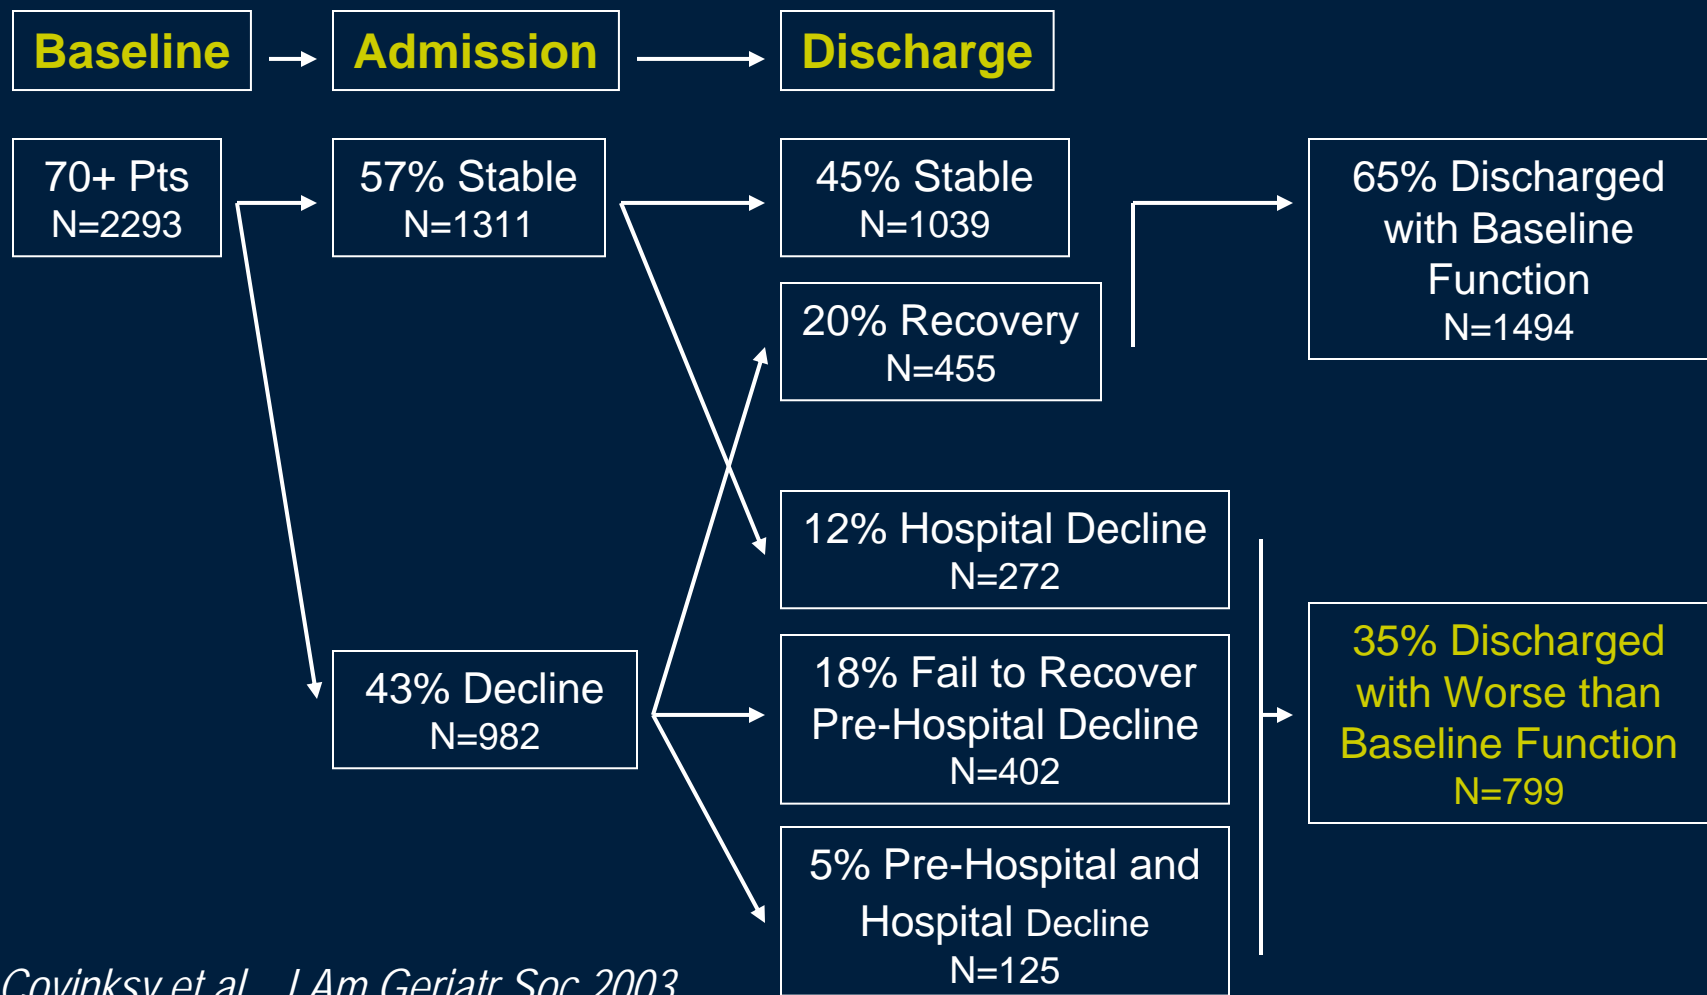 Baseline
Admission
Discharge
70+ Pts
N=2293
57% Stable
N=1311
45% Stable
N=1039
65% Discharged
with Baseline
Function
N=1494
20% Recovery
N=455
12% Hospital Decline
N=272
43% Decline
N=982
18% Fail to Recover
Pre-Hospital Decline
N=402
35% Discharged
with Worse than
Baseline Function
N=799
5% Pre-Hospital and
Hospital Decline
N=125
Covinksy et al. J Am Geriatr Soc 2003